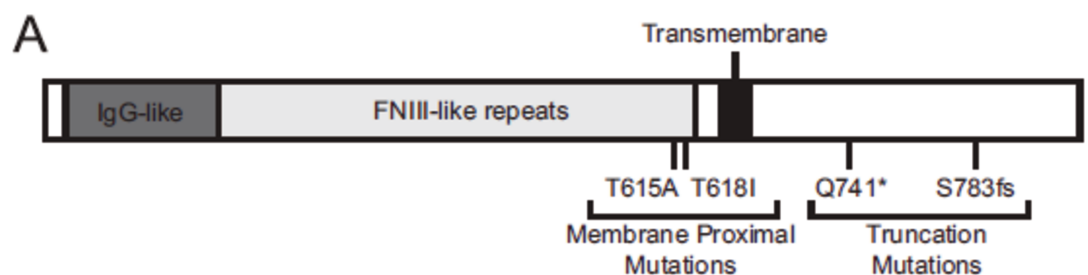 A
Transmembrane
IgG-like
FNIII-like repeats
T615A T618I
Q741*
S783fs
Membrane Proximal
Mutations
Truncation
Mutations